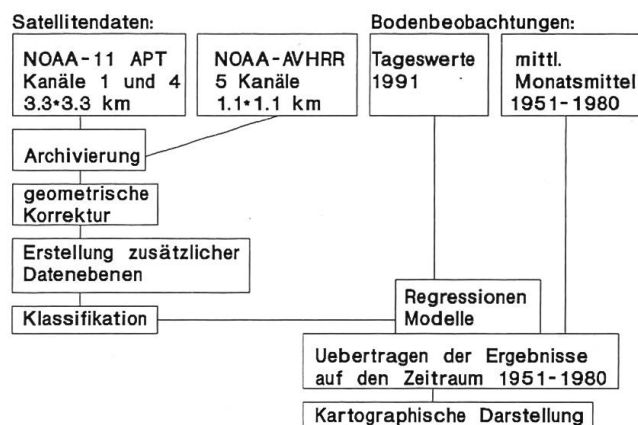 Satellitendaten:
Bodenbeobachtungen:
NOAA-11 APT
Kanäle 1 und 4
3.3*3.3 km
NOAA-AVHRR
5 Kanäle
1.1*1.1 km
Tageswerte
1991
mittl.
Monatsmittel
1951-1980
Archivierung
geometrische
Korrektur
Erstellung zusätzlicher
Datenebenen
Klassifikation
Regressionen
Modelle
Uebertragen der Ergebnisse
auf den Zeitraum 1951-1980
Kartographische Darstellung